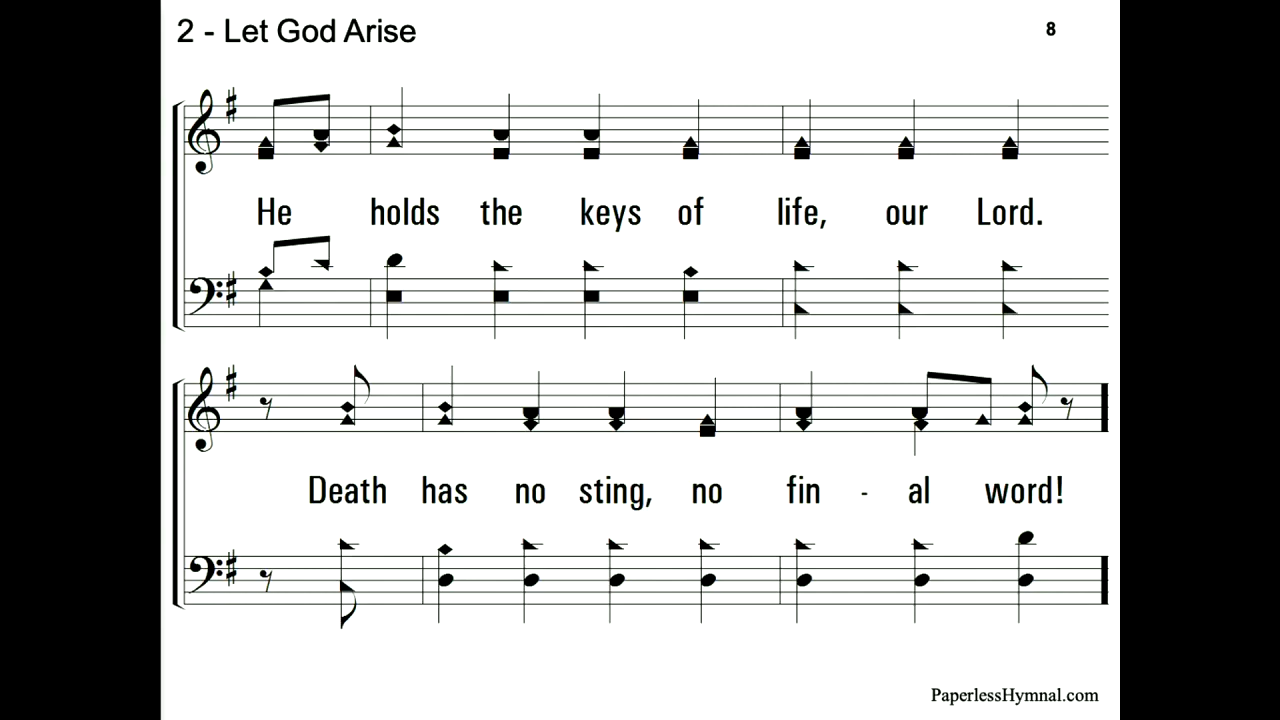 2 - Let God Arise 8
He holds the keys of life, our Lord.
Death has no sting, no fin - al word!
PaperlessHymnal.com